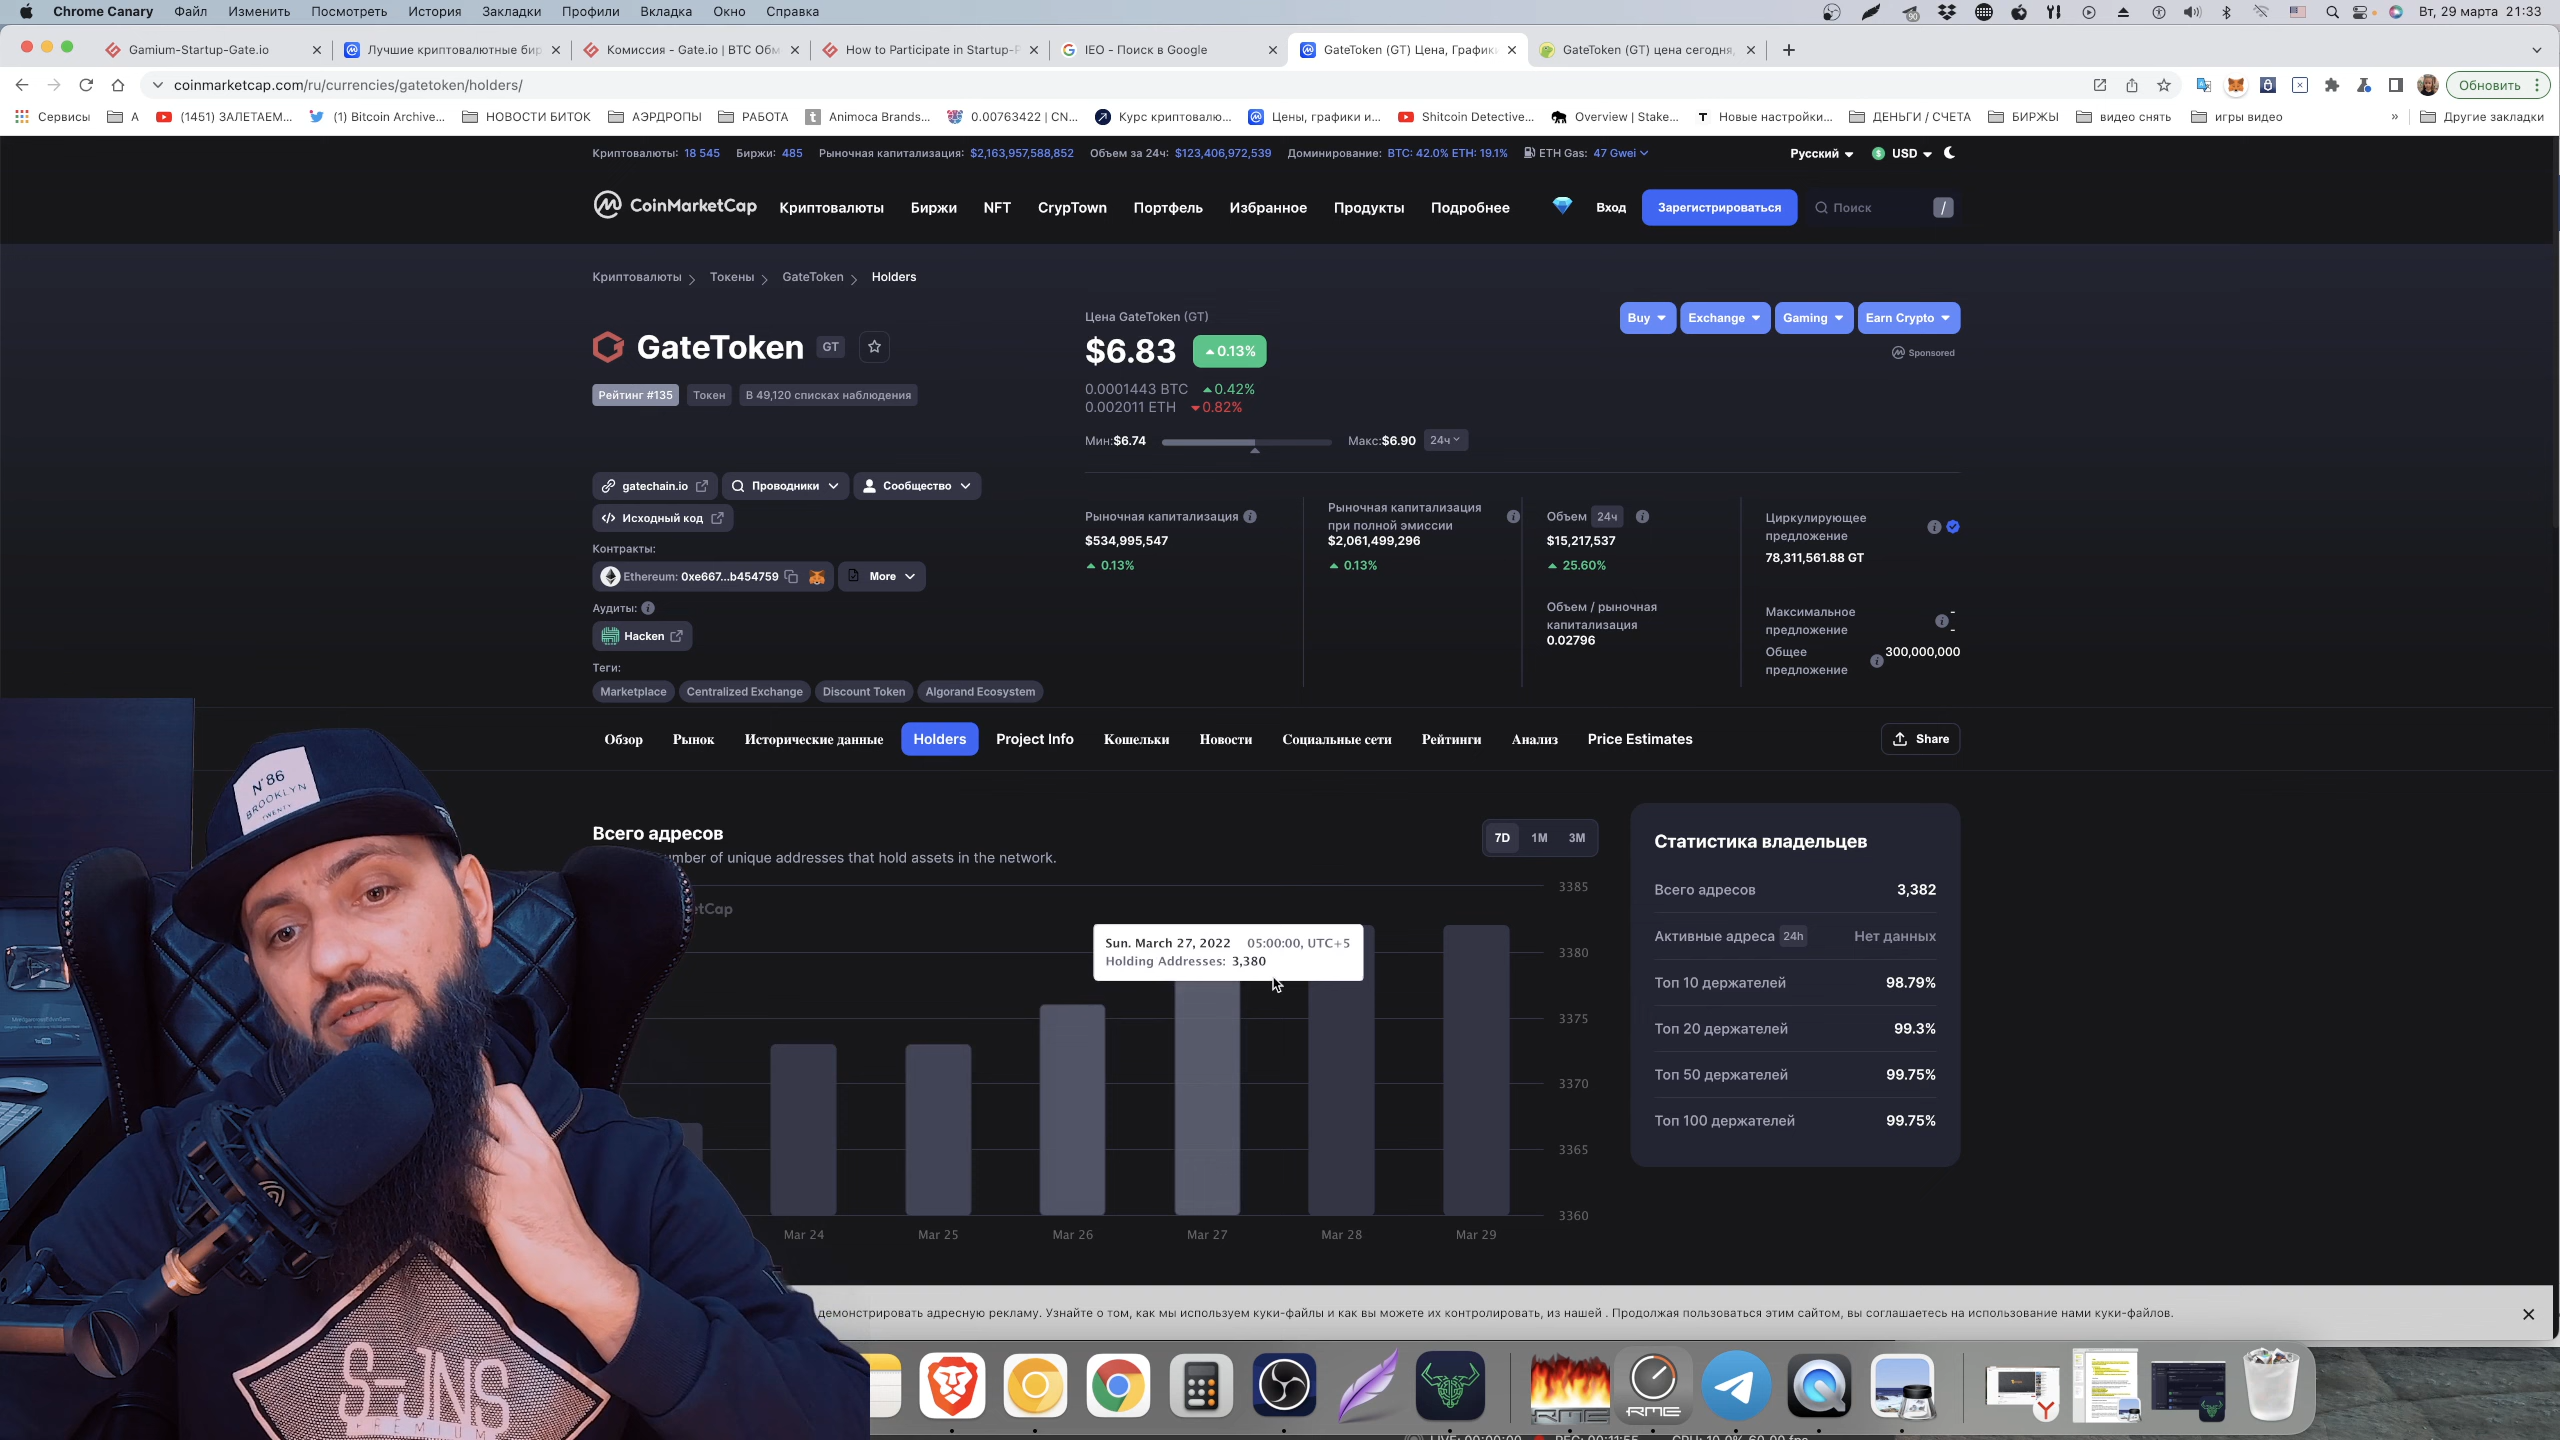 Chrome Canary Файл Изменить Посмотреть История Закладки Профили Вкладка Окно Справка
90 Вт, 29 марта 21:33
Gamium-Startup-Gate.io Лучшие криптовалютные бир Комиссия - Gate.io | BTC Обм How to Participate in Startup-P IEO - Поиск в Google GateToken (GT) Цена, График GateToken (GT) цена сегодня,
coinmarketcap.com/ru/currencies/gatetoken/holders/ Обновить
Сервисы А (1451) ЗАЛЕТАЕМ... (1) Bitcoin Archive... НОВОСТИ БИТОК АЭРДРОПЫ РАБОТА Animoca Brands... 0.00763422 | CN... Курс криптовалю... Цены, графики и... Shitcoin Detective... Overview | Stake... Новые настройки... ДЕНЬГИ / СЧЕТА БИРЖЫ видео снять игры видео » Другие закладки
Криптовалюты: 18 545 Биржи: 485 Рыночная капитализация: $2,163,957,588,852 Объем за 24ч: $123,406,972,539 Доминирование: BTC: 42.0% ETH: 19.1% ETH Gas: 47 Gwei Русский USD
CoinMarketCap Криптовалюты Биржи NFT CrypTown Портфель Избранное Продукты Подробнее Вход Зарегистрироваться Поиск /
Криптовалюты Токены GateToken Holders
GateToken GT
Рейтинг #135 Токен В 49,120 списках наблюдения
gatechain.io Проводники Сообщество
Исходный код
Контракты:
Ethereum: 0xe667...b454759 More
Аудиты:
Hacken
Теги:
Marketplace Centralized Exchange Discount Token Algorand Ecosystem
Цена GateToken (GT)
$6.83 0.13%
0.0001443 BTC 0.42%
0.002011 ETH 0.82%
Мин:$6.74 Макс:$6.90 24ч
Buy Exchange Gaming Earn Crypto
Sponsored
Рыночная капитализация
$534,995,547
0.13%
Рыночная капитализация
при полной эмиссии
$2,061,499,296
0.13%
Объем 24ч
$15,217,537
25.60%
Объем / рыночная
капитализация
0.02796
Циркулирующее
предложение
78,311,561.88 GT
Максимальное
предложение
-
-
Общее
предложение
300,000,000
Обзор Рынок Исторические данные Holders Project Info Кошельки Новости Социальные сети Рейтинги Анализ Price Estimates Share
Всего адресов
mber of unique addresses that hold assets in the network.
7D 1M 3M
etCap
3385
3380
3375
3370
3365
3360
Sun. March 27, 2022 05:00:00, UTC+5
Holding Addresses: 3,380
Mar 24 Mar 25 Mar 26 Mar 27 Mar 28 Mar 29
Статистика владельцев
Всего адресов 3,382
Активные адреса 24h Нет данных
Топ 10 держателей 98.79%
Топ 20 держателей 99.3%
Топ 50 держателей 99.75%
Топ 100 держателей 99.75%
демонстрировать адресную рекламу. Узнайте о том, как мы используем куки-файлы и как вы можете их контролировать, из нашей . Продолжая пользоваться этим сайтом, вы соглашаетесь на использование нами куки-файлов.
N°86
BROOKLYN
TWENTY
S-JNS
PREMIUM
RME
RME